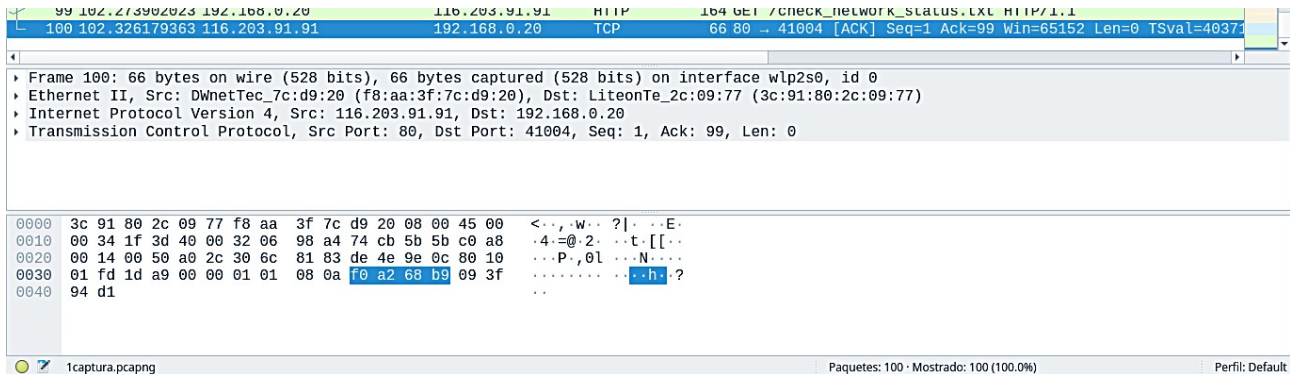 99 102.273902023 192.168.0.20 116.203.91.91 HTTP 164 GET /check_network_status.txt HTTP/1.1
100 102.326179363 116.203.91.91 192.168.0.20 TCP 66 80 → 41004 [ACK] Seq=1 Ack=99 Win=65152 Len=0 TSval=40371
Frame 100: 66 bytes on wire (528 bits), 66 bytes captured (528 bits) on interface wlp2s0, id 0
Ethernet II, Src: DWnetTec_7c:d9:20 (f8:aa:3f:7c:d9:20), Dst: LiteonTe_2c:09:77 (3c:91:80:2c:09:77)
Internet Protocol Version 4, Src: 116.203.91.91, Dst: 192.168.0.20
Transmission Control Protocol, Src Port: 80, Dst Port: 41004, Seq: 1, Ack: 99, Len: 0
0000 3c 91 80 2c 09 77 f8 aa 3f 7c d9 20 08 00 45 00 <··,·w·· ?|· ··E·
0010 00 34 1f 3d 40 00 32 06 98 a4 74 cb 5b 5b c0 a8 ·4·=@·2· ··t·[[··
0020 00 14 00 50 a0 2c 30 6c 81 83 de 4e 9e 0c 80 10 ···P·,0l ···N····
0030 01 fd 1d a9 00 00 01 01 08 0a f0 a2 68 b9 09 3f ········ ····h··?
0040 94 d1 ··
1captura.pcapng Paquetes: 100 · Mostrado: 100 (100.0%) Perfil: Default